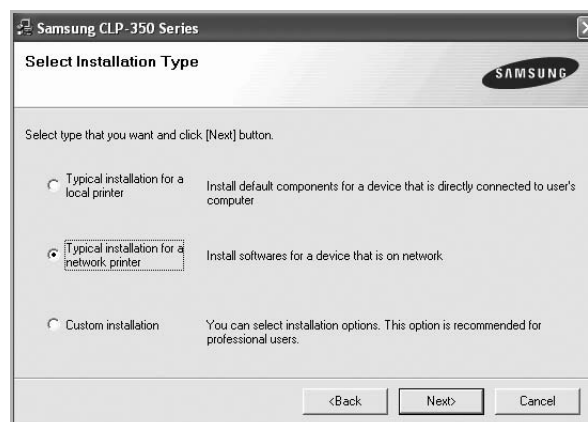 Samsung CLP-350 Series
Select Installation Type
SAMSUNG
Select type that you want and click [Next] button.
Typical installation for a
local printer
Install default components for a device that is directly connected to user's
computer
Typical installation for a
network printer
Install softwares for a device that is on network
Custom installation
You can select installation options. This option is recommended for
professional users.
<Back
Next>
Cancel